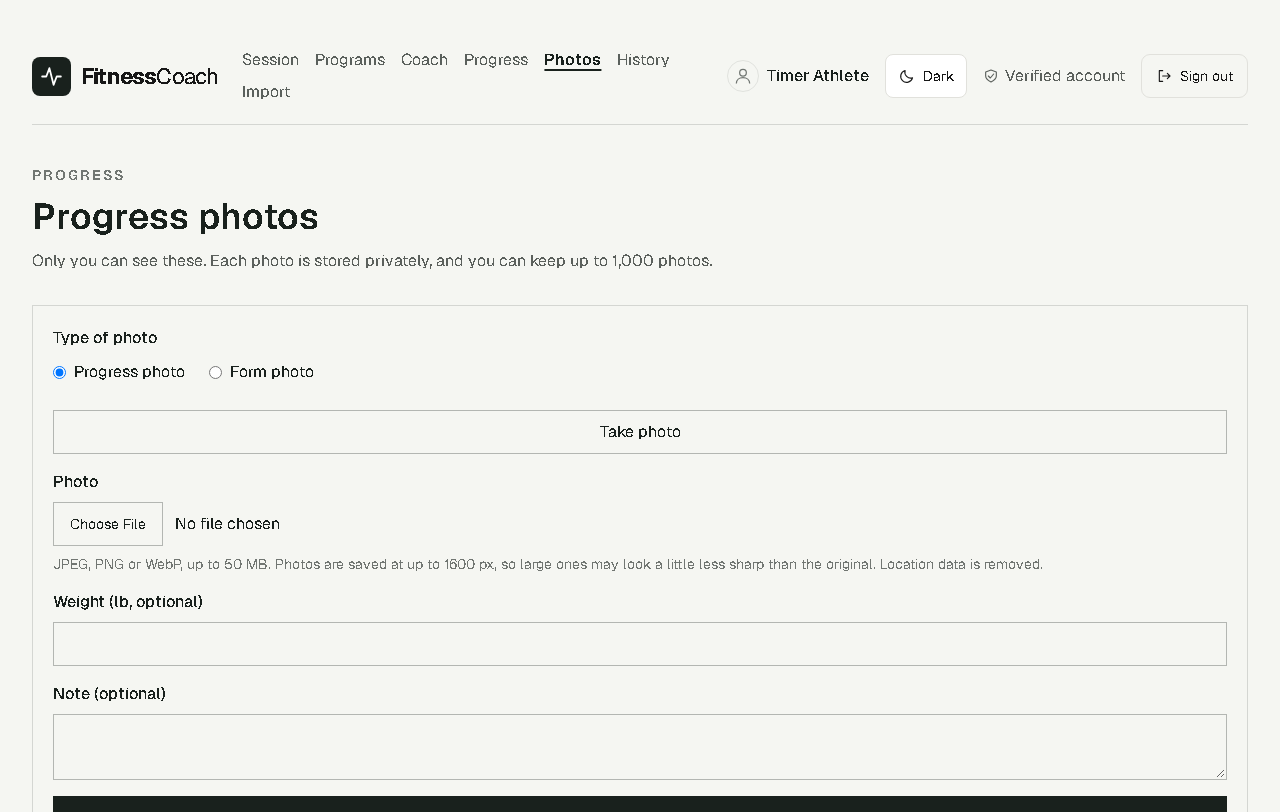 FitnessCoach
Session Programs Coach Progress Photos History
Import
Timer Athlete
Dark
Verified account
Sign out
PROGRESS
Progress photos
Only you can see these. Each photo is stored privately, and you can keep up to 1,000 photos.
Type of photo
Progress photo Form photo
Take photo
Photo
Choose File No file chosen
JPEG, PNG or WebP, up to 50 MB. Photos are saved at up to 1600 px, so large ones may look a little less sharp than the original. Location data is removed.
Weight (lb, optional)
Note (optional)